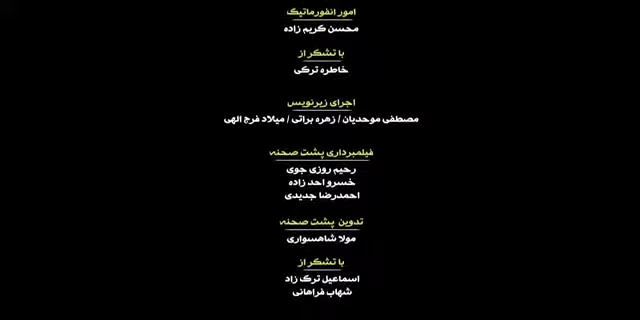 امور انفورماتیک
محسن کریم زاده
با تشکر از
خاطره ترکی
اجرای زیرنویس
مصطفی موحدیان / زهره براتی / میلاد فرج الهی
فیلمبرداری پشت صحنه
رحیم روزی جوی
خسرو احد زاده
احمدرضا جدیدی
تدوین پشت صحنه
مولا شاهسواری
با تشکر از
اسماعیل ترک زاد
شهاب فراهانی